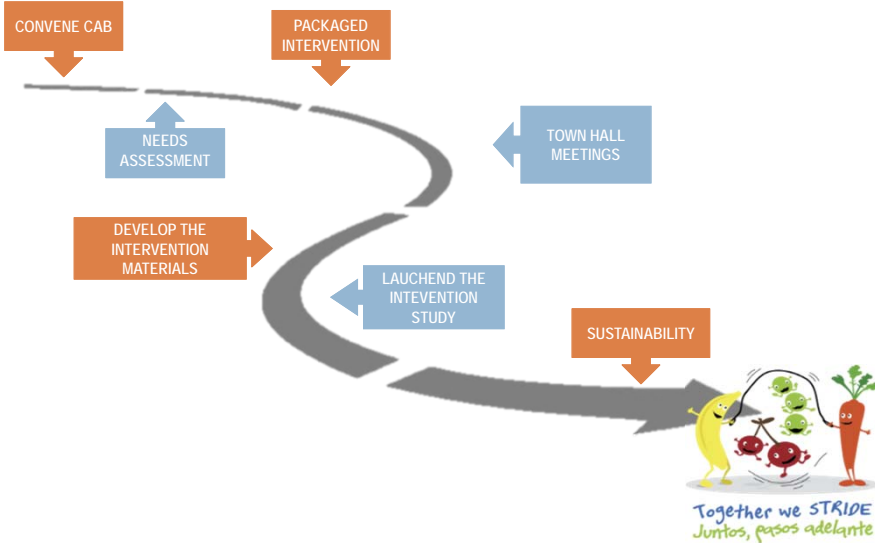 CONVENE CAB
PACKAGED
INTERVENTION
NEEDS
ASSESSMENT
TOWN HALL
MEETINGS
DEVELOP THE
INTERVENTION
MATERIALS
LAUCHEND THE
INTEVENTION
STUDY
SUSTAINABILITY
Together we STRIDE
Juntos, pasos adelante